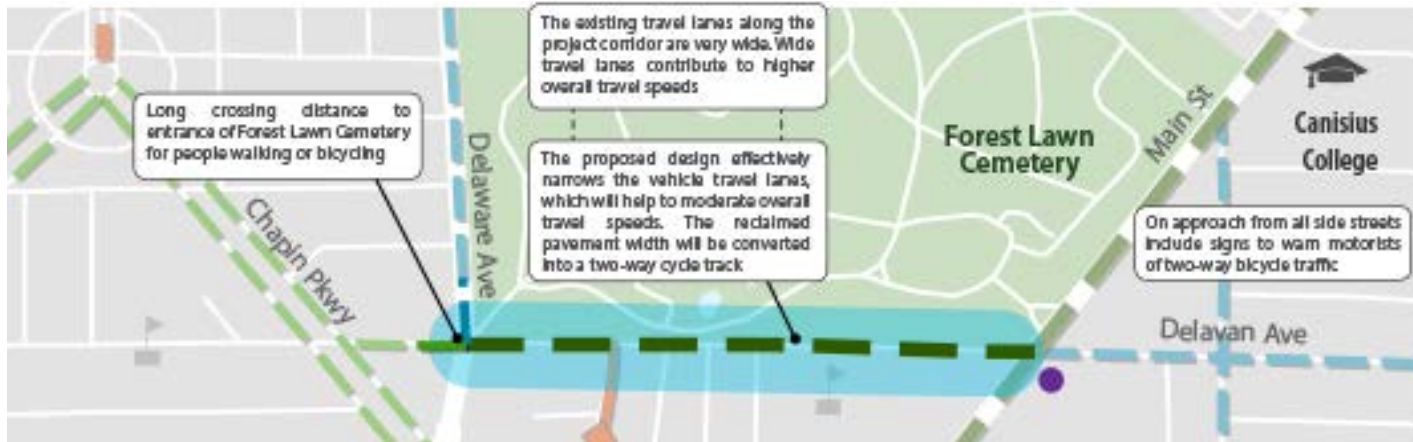 The existing travel lanes along the
project corridor are very wide. Wide
travel lanes contribute to higher
overall travel speeds
Long crossing distance to
entrance of Forest Lawn Cemetery
for people walking or bicycling
The proposed design effectively
narrows the vehicle travel lanes,
which will help to moderate overall
travel speeds. The reclaimed
pavement width will be converted
into a two-way cycle track
Forest Lawn
Cemetery
Main St
Canisius
College
On approach from all side streets
include signs to warn motorists
of two-way bicycle traffic
Chapin Pkwy
Delaware Ave
Delavan Ave